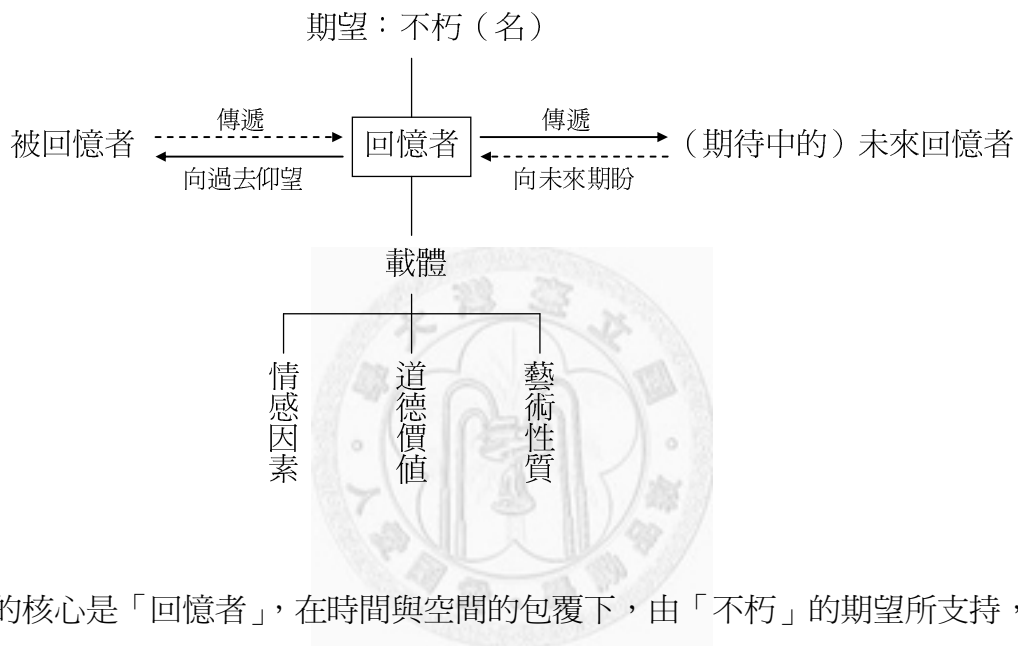 期望：不朽（名）
傳遞
傳遞
被回憶者
回憶者
（期待中的）未來回憶者
向過去仰望
向未來期盼
載體
情感因素
道德價值
藝術性質
的核心是「回憶者」，在時間與空間的包覆下，由「不朽」的期望所支持，